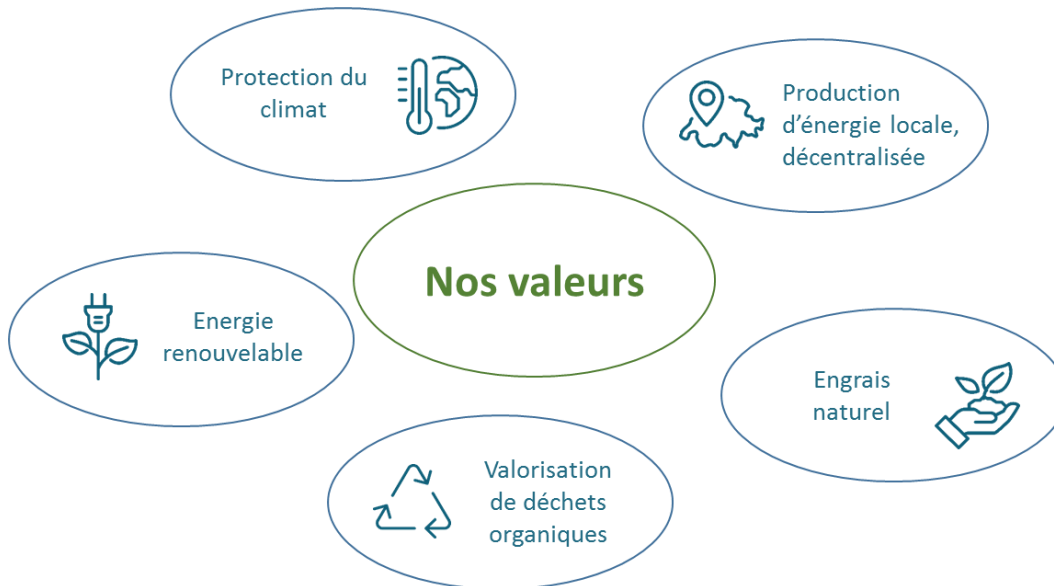 Protection du
climat
Production
d’énergie locale,
décentralisée
Nos valeurs
Energie
renouvelable
Engrais
naturel
Valorisation
de déchets
organiques